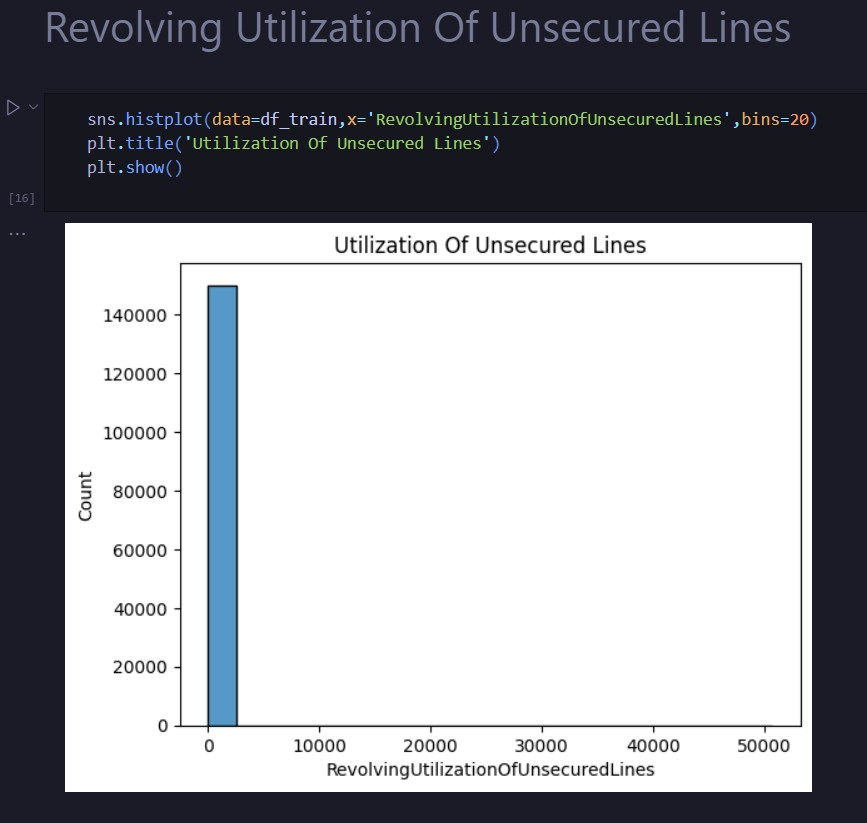 Revolving Utilization Of Unsecured Lines
sns.histplot(data=df_train,x='RevolvingUtilizationOfUnsecuredLines',bins=20)
plt.title('Utilization Of Unsecured Lines')
plt.show()
[16]
...
Utilization Of Unsecured Lines
140000
120000
100000
80000
60000
40000
20000
0
Count
0 10000 20000 30000 40000 50000
RevolvingUtilizationOfUnsecuredLines